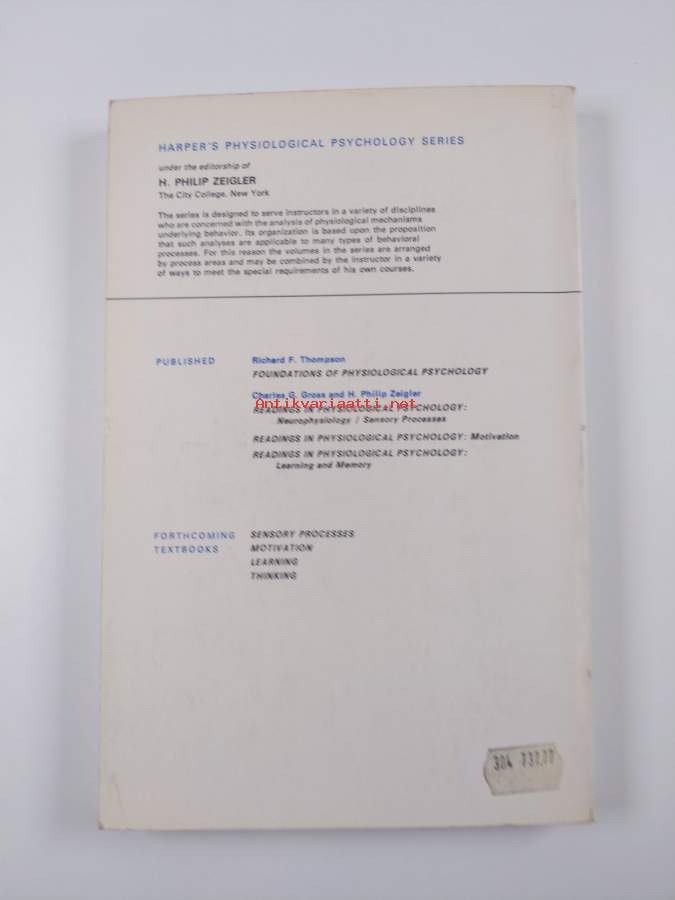 HARPER'S PHYSIOLOGICAL PSYCHOLOGY SERIES
under the editorship of
H. PHILIP ZEIGLER
The City College, New York
The series is designed to serve instructors in a variety of disciplines
who are concerned with the analysis of physiological mechanisms
underlying behavior. Its organization is based upon the proposition
that such analyses are applicable to many types of behavioral
processes. For this reason the volumes in the series are arranged
by process areas and may be combined by the instructor in a variety
of ways to meet the special requirements of his own courses.
PUBLISHED Richard F. Thompson
FOUNDATIONS OF PHYSIOLOGICAL PSYCHOLOGY
Charles G. Gross and H. Philip Zeigler
Antikvariaatti.net
READINGS IN PHYSIOLOGICAL PSYCHOLOGY:
Neurophysiology / Sensory Processes
READINGS IN PHYSIOLOGICAL PSYCHOLOGY: Motivation
READINGS IN PHYSIOLOGICAL PSYCHOLOGY:
Learning and Memory
FORTHCOMING SENSORY PROCESSES
TEXTBOOKS MOTIVATION
LEARNING
THINKING
304